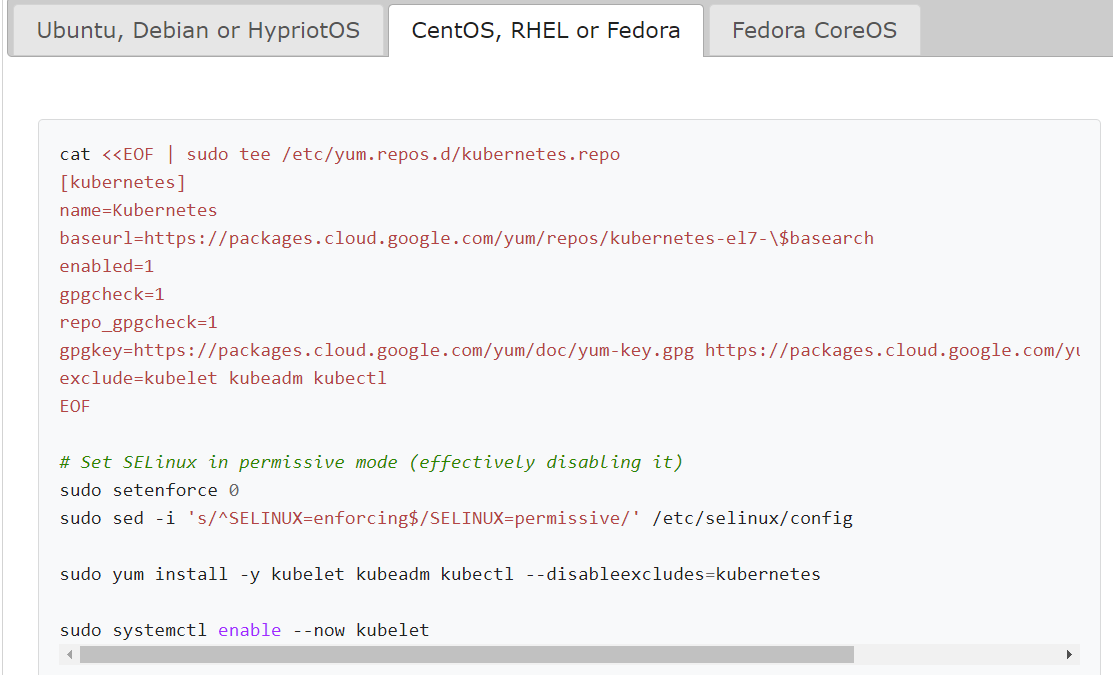 Ubuntu, Debian or HypriotOS CentOS, RHEL or Fedora Fedora CoreOS
cat <<EOF | sudo tee /etc/yum.repos.d/kubernetes.repo
[kubernetes]
name=Kubernetes
baseurl=https://packages.cloud.google.com/yum/repos/kubernetes-el7-\$basearch
enabled=1
gpgcheck=1
repo_gpgcheck=1
gpgkey=https://packages.cloud.google.com/yum/doc/yum-key.gpg https://packages.cloud.google.com/yu
exclude=kubelet kubeadm kubectl
EOF
# Set SELinux in permissive mode (effectively disabling it)
sudo setenforce 0
sudo sed -i 's/^SELINUX=enforcing$/SELINUX=permissive/' /etc/selinux/config
sudo yum install -y kubelet kubeadm kubectl --disableexcludes=kubernetes
sudo systemctl enable --now kubelet